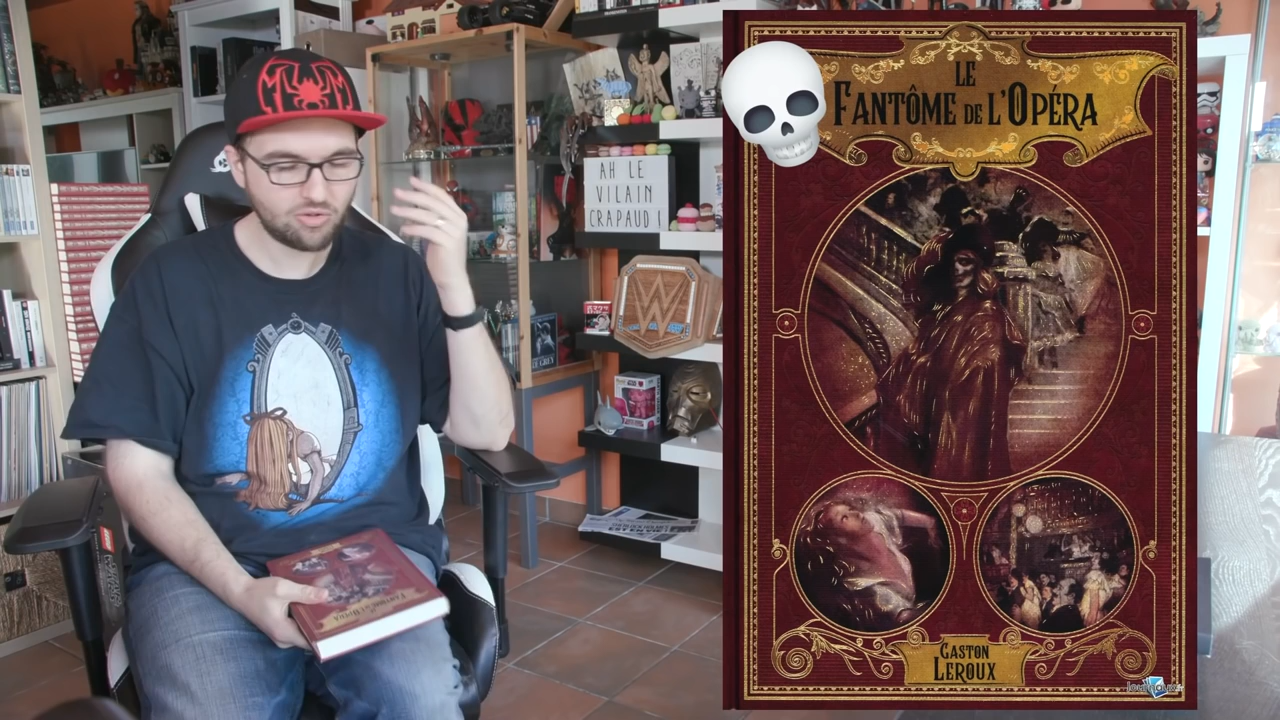 LE
FANTÔME DE L'OPÉRA
AH LE
VILAIN
CRAPAUD !
W
GASTON
LEROUX